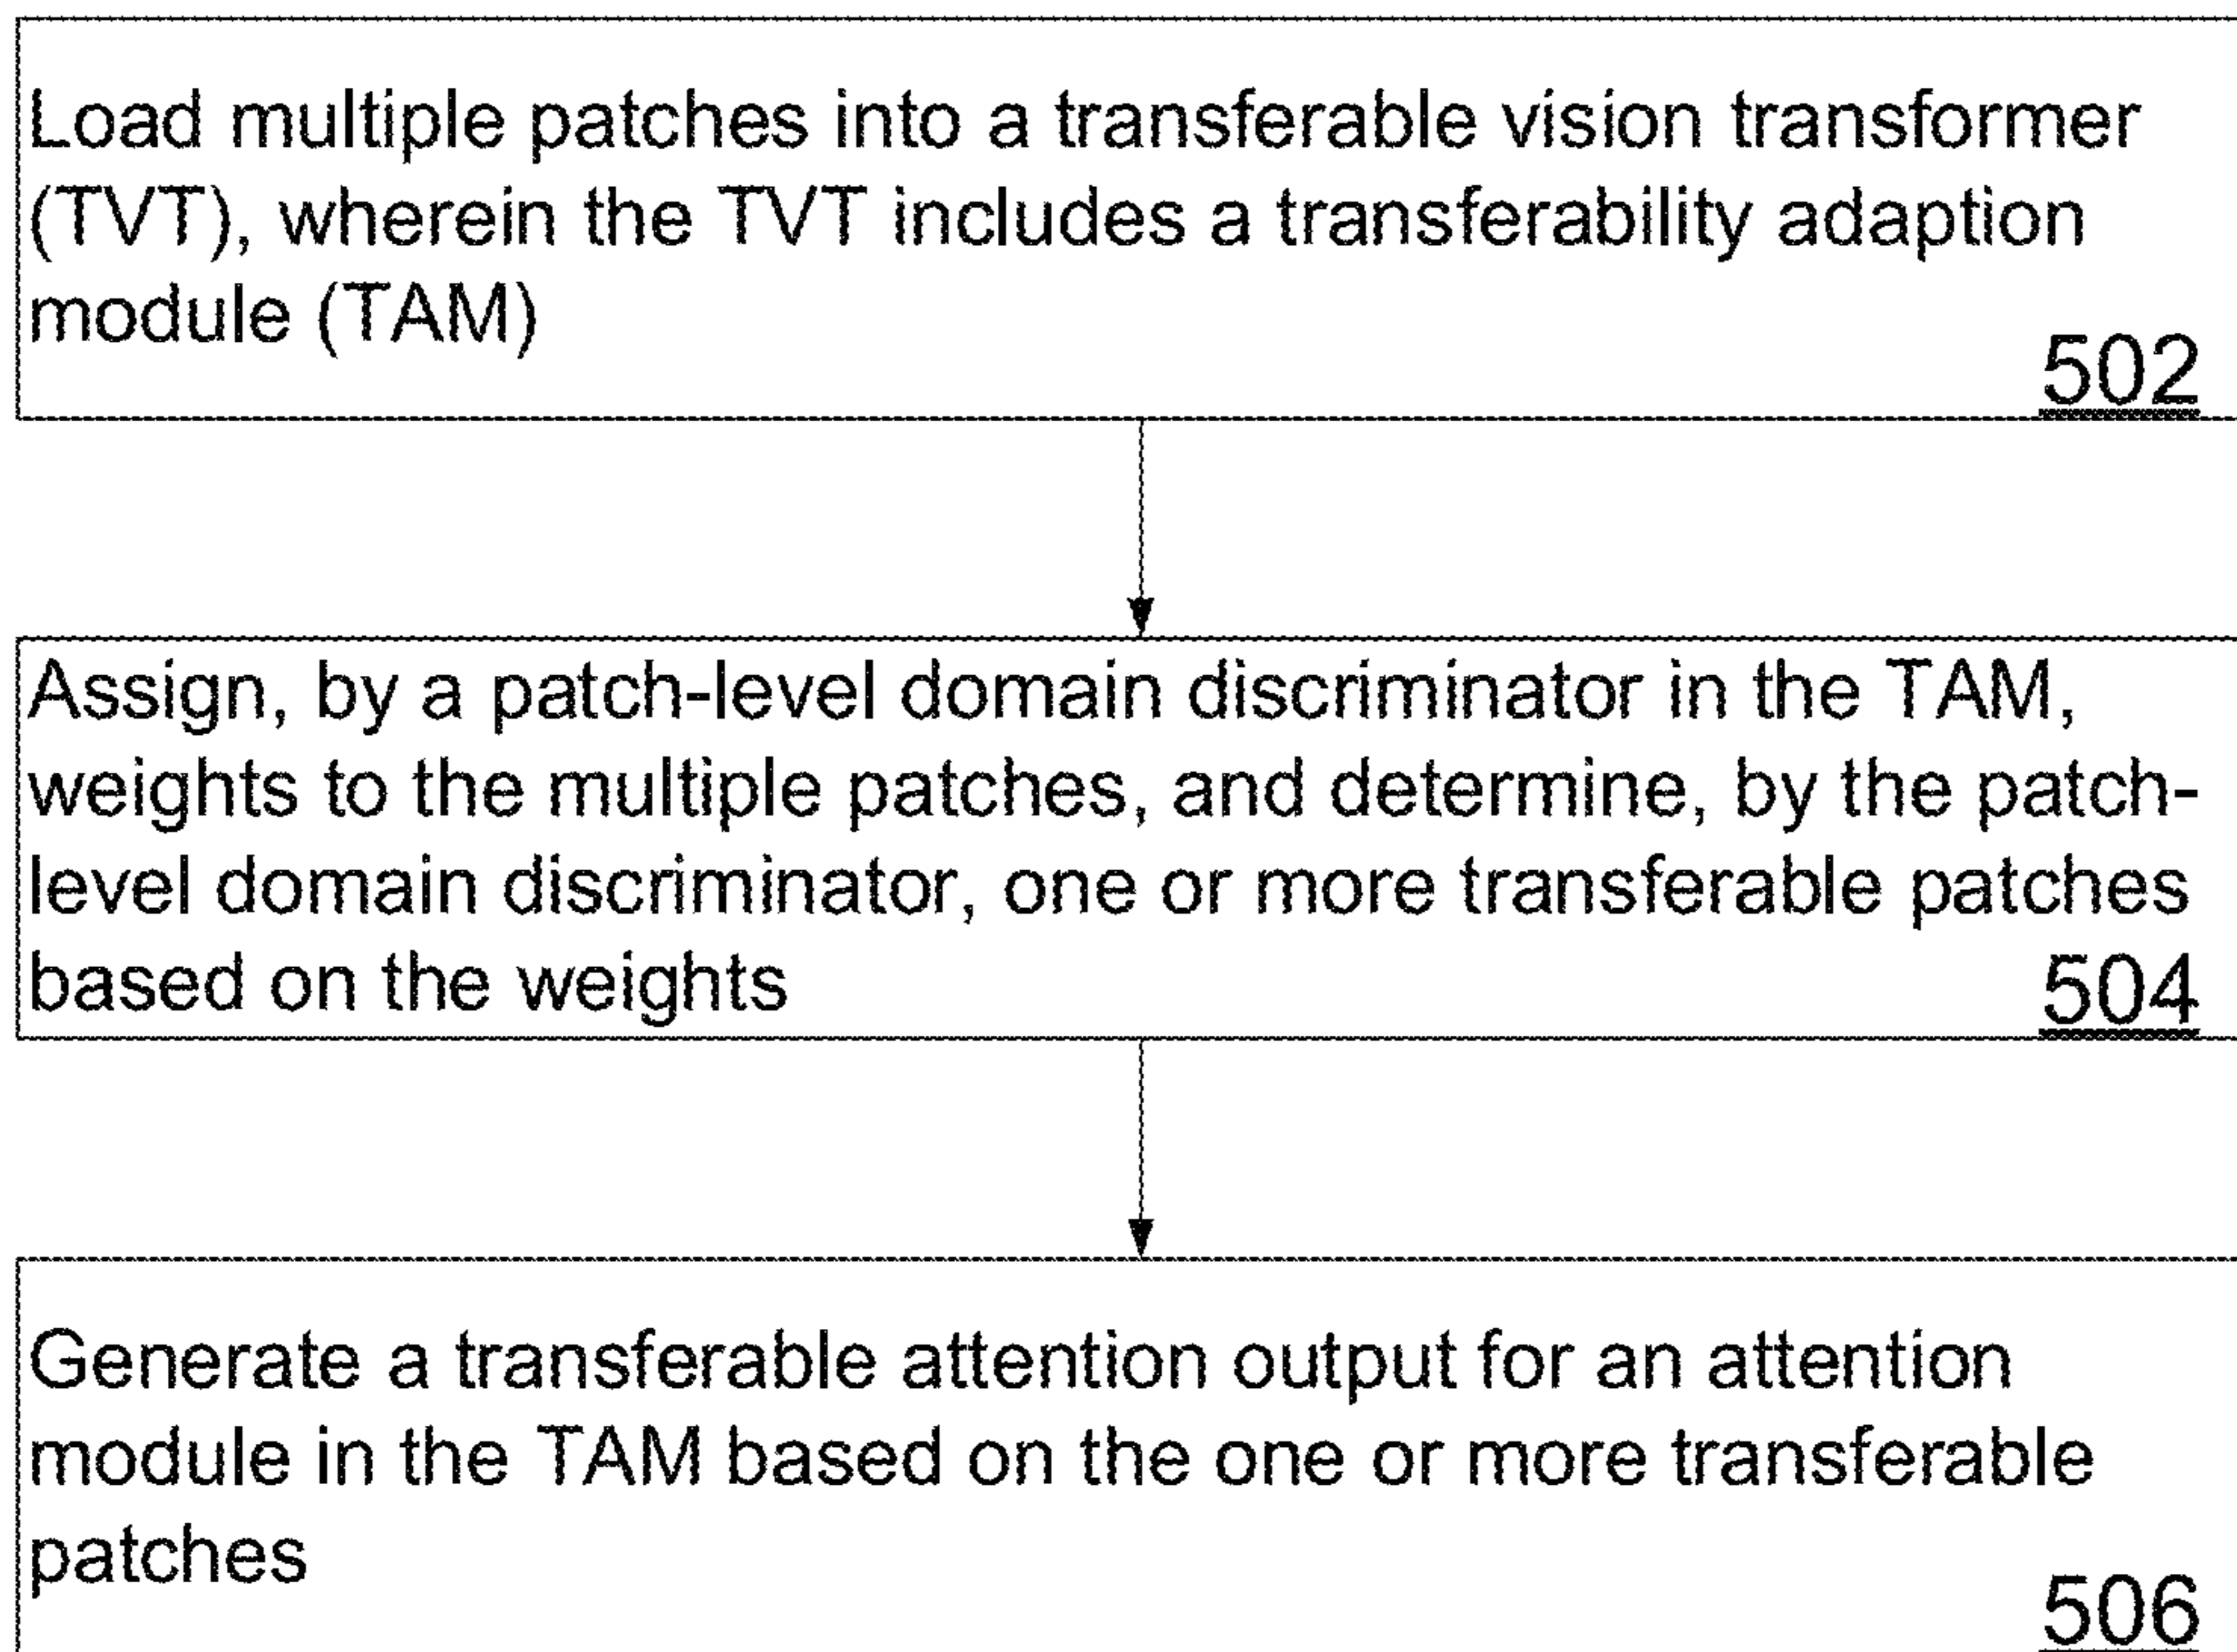 Load multiple patches into a transferable vision transformer
(TVT), wherein the TVT includes a transferability adaption
module (TAM)
502
Assign, by a patch-level domain discriminator in the TAM,
weights to the multiple patches, and determine, by the patch-
level domain discriminator, one or more transferable patches
based on the weights
504
Generate a transferable attention output for an attention
module in the TAM based on the one or more transferable
patches
506